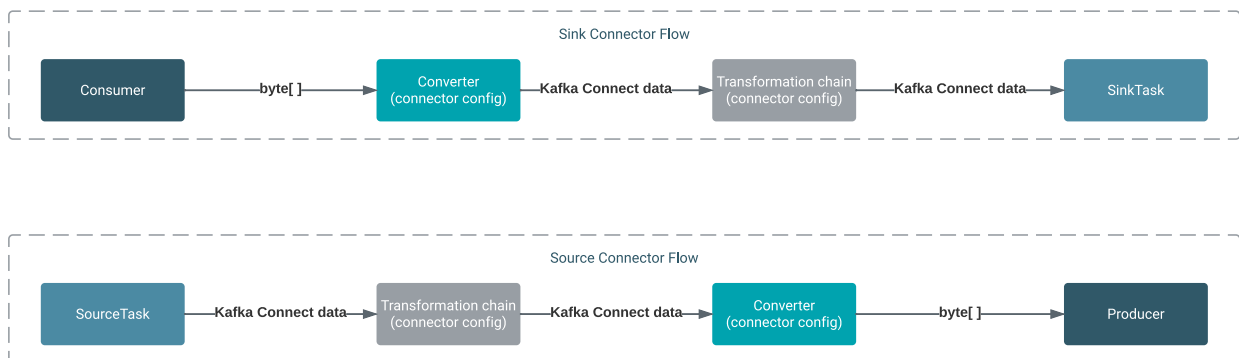 Sink Connector Flow
Consumer
byte[ ]
Converter
(connector config)
Kafka Connect data
Transformation chain
(connector config)
Kafka Connect data
SinkTask
Source Connector Flow
SourceTask
Kafka Connect data
Transformation chain
(connector config)
Kafka Connect data
Converter
(connector config)
byte[ ]
Producer